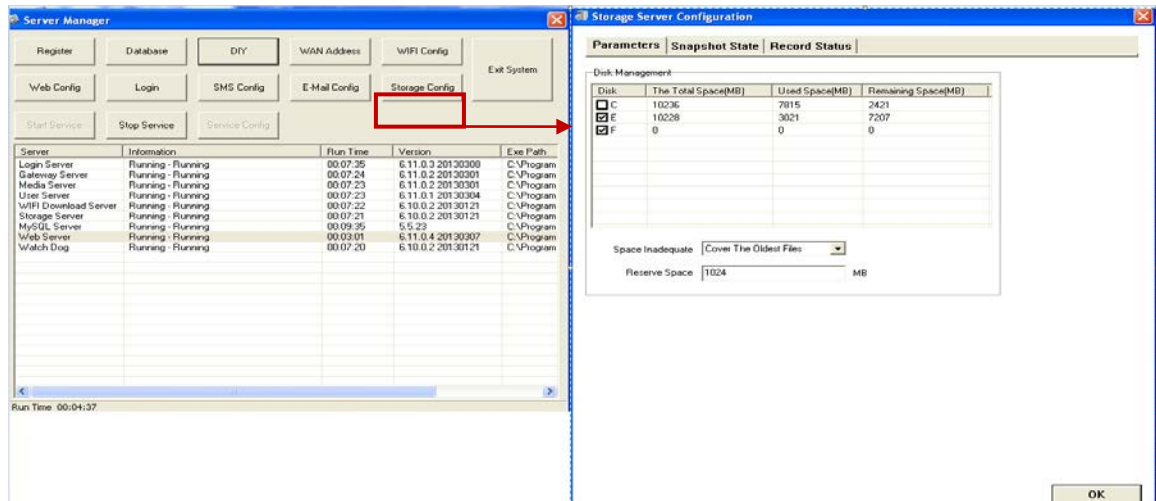 Server Manager
Register Database DIY WAN Address WIFI Config Exit System
Web Config Login SMS Config E-Mail Config Storage Config
Start Service Stop Service Service Config
Server Information Run Time Version Exe Path
Login Server Running - Running 00:07:35 6.11.0.3 20130308 C:\Program
Gateway Server Running - Running 00:07:24 6.11.0.2 20130301 C:\Program
Media Server Running - Running 00:07:23 6.11.0.2 20130301 C:\Program
User Server Running - Running 00:07:23 6.11.0.1 20130304 C:\Program
WIFI Download Server Running - Running 00:07:22 6.10.0.2 20130121 C:\Program
Storage Server Running - Running 00:07:21 6.10.0.2 20130121 C:\Program
MySQL Server Running - Running 00:09:35 5.5.23 C:\Program
Web Server Running - Running 00:03:01 6.11.0.4 20130307 C:\Program
Watch Dog Running - Running 00:07:20 6.10.0.2 20130121 C:\Program
Run Time 00:04:37
Storage Server Configuration
Parameters Snapshot State Record Status
Disk Management
Disk The Total Space(MB) Used Space(MB) Remaining Space(MB)
C 10236 7815 2421
E 10228 3021 7207
F 0 0 0
Space Inadequate Cover The Oldest Files
Reserve Space 1024 MB
OK